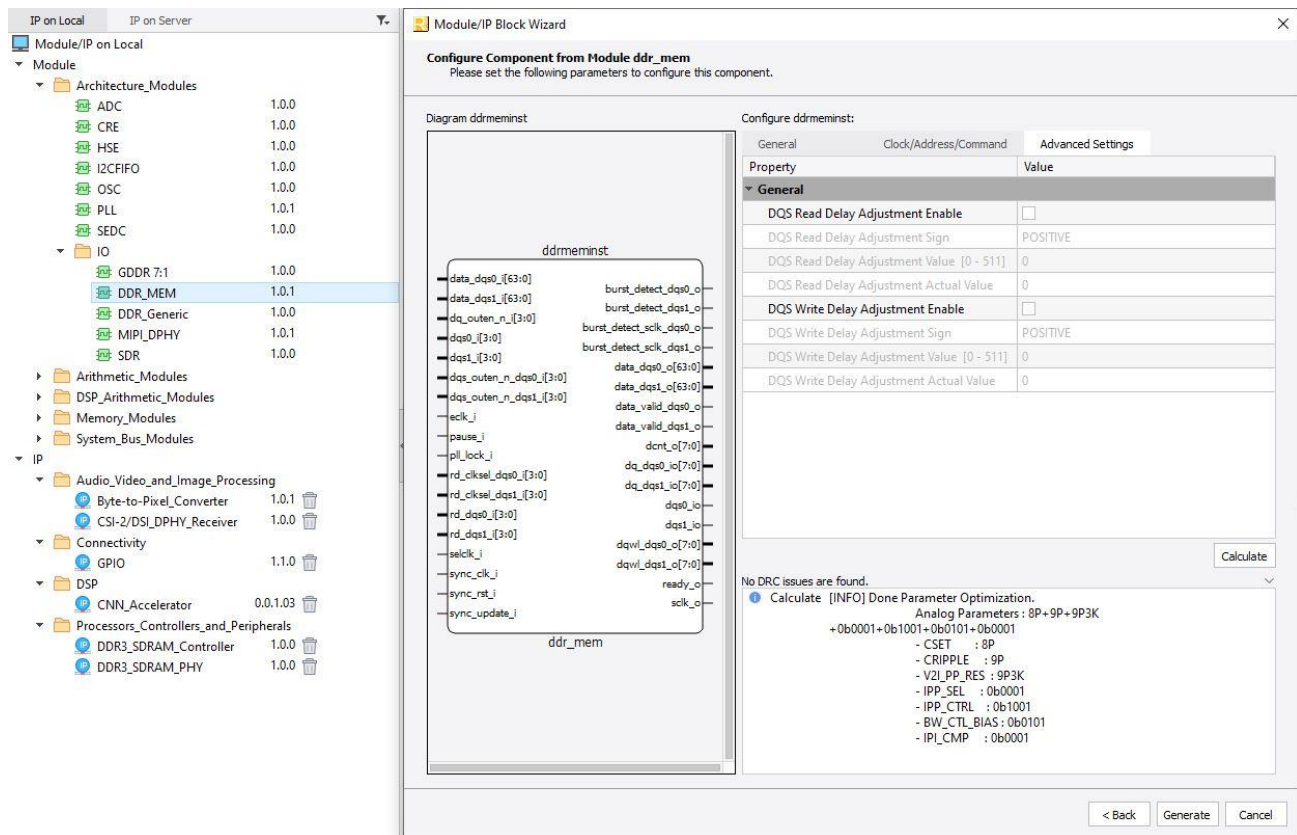 IP on Local IP on Server
Module/IP on Local
Module
Architecture_Modules
ADC 1.0.0
CRE 1.0.0
HSE 1.0.0
I2CFIFO 1.0.0
OSC 1.0.0
PLL 1.0.1
SEDC 1.0.0
IO
GDDR 7:1 1.0.0
DDR_MEM 1.0.1
DDR_Generic 1.0.0
MIPI_DPHY 1.0.1
SDR 1.0.0
Arithmetic_Modules
DSP_Arithmetic_Modules
Memory_Modules
System_Bus_Modules
IP
Audio_Video_and_Image_Processing
Byte-to-Pixel_Converter 1.0.1
CSI-2/DSI_DPHY_Receiver 1.0.0
Connectivity
GPIO 1.1.0
DSP
CNN_Accelerator 0.0.1.03
Processors_Controllers_and_Peripherals
DDR3_SDRAM_Controller 1.0.0
DDR3_SDRAM_PHY 1.0.0
Module/IP Block Wizard
Configure Component from Module ddr_mem
Please set the following parameters to configure this component.
Diagram ddrmeminst
ddrmeminst
data_dqs0_i[63:0]
data_dqs1_i[63:0]
dq_outen_n_i[3:0]
dqs0_i[3:0]
dqs1_i[3:0]
dqs_outen_n_dqs0_i[3:0]
dqs_outen_n_dqs1_i[3:0]
eclk_i
pause_i
pll_lock_i
rd_clksel_dqs0_i[3:0]
rd_clksel_dqs1_i[3:0]
rd_dqs0_i[3:0]
rd_dqs1_i[3:0]
selclk_i
sync_clk_i
sync_rst_i
sync_update_i
burst_detect_dqs0_o
burst_detect_dqs1_o
burst_detect_sclk_dqs0_o
burst_detect_sclk_dqs1_o
data_dqs0_o[63:0]
data_dqs1_o[63:0]
data_valid_dqs0_o
data_valid_dqs1_o
dcnt_o[7:0]
dq_dqs0_io[7:0]
dq_dqs1_io[7:0]
dqs0_io
dqs1_io
dqwl_dqs0_o[7:0]
dqwl_dqs1_o[7:0]
ready_o
sclk_o
ddr_mem
Configure ddrmeminst:
General Clock/Address/Command Advanced Settings
Property Value
General
DQS Read Delay Adjustment Enable
DQS Read Delay Adjustment Sign POSITIVE
DQS Read Delay Adjustment Value [0 - 511] 0
DQS Read Delay Adjustment Actual Value 0
DQS Write Delay Adjustment Enable
DQS Write Delay Adjustment Sign POSITIVE
DQS Write Delay Adjustment Value [0 - 511] 0
DQS Write Delay Adjustment Actual Value 0
Calculate
No DRC issues are found.
Calculate [INFO] Done Parameter Optimization.
Analog Parameters : 8P+9P+9P3K
+0b0001+0b1001+0b0101+0b0001
- CSET : 8P
- CRIPPLE : 9P
- V2I_PP_RES : 9P3K
- IPP_SEL : 0b0001
- IPP_CTRL : 0b1001
- BW_CTL_BIAS : 0b0101
- IPI_CMP : 0b0001
< Back Generate Cancel